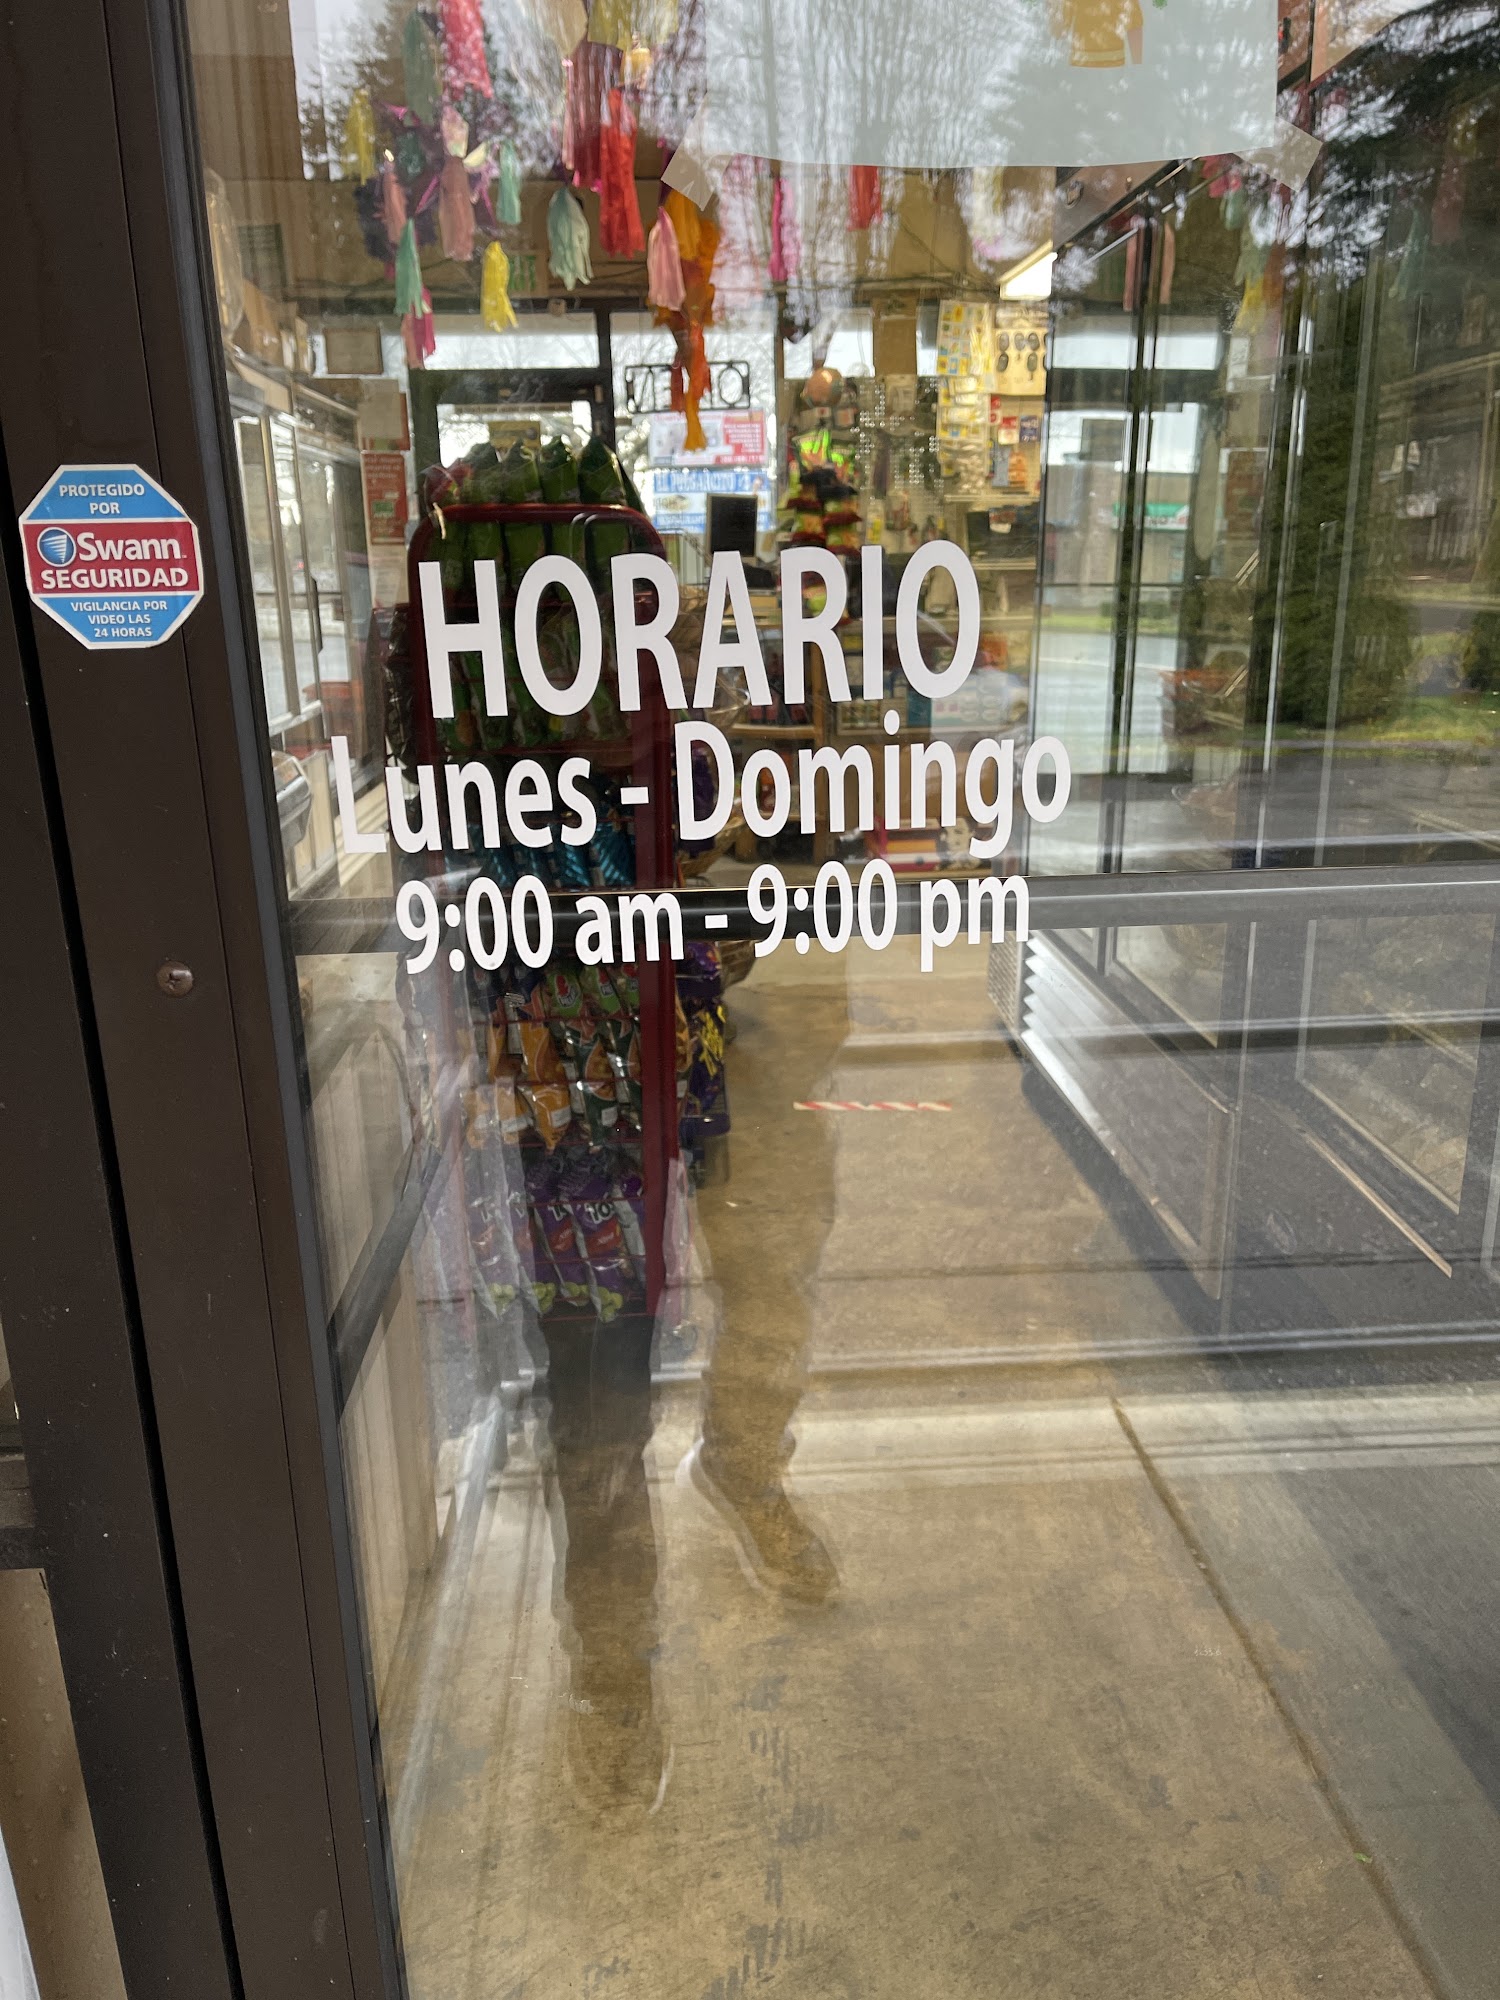 PROTEGIDO
POR
Swann
SEGURIDAD
VIGILANCIA POR
VIDEO LAS
24 HORAS
OPEN
HORARIO
Lunes - Domingo
9:00 am - 9:00 pm